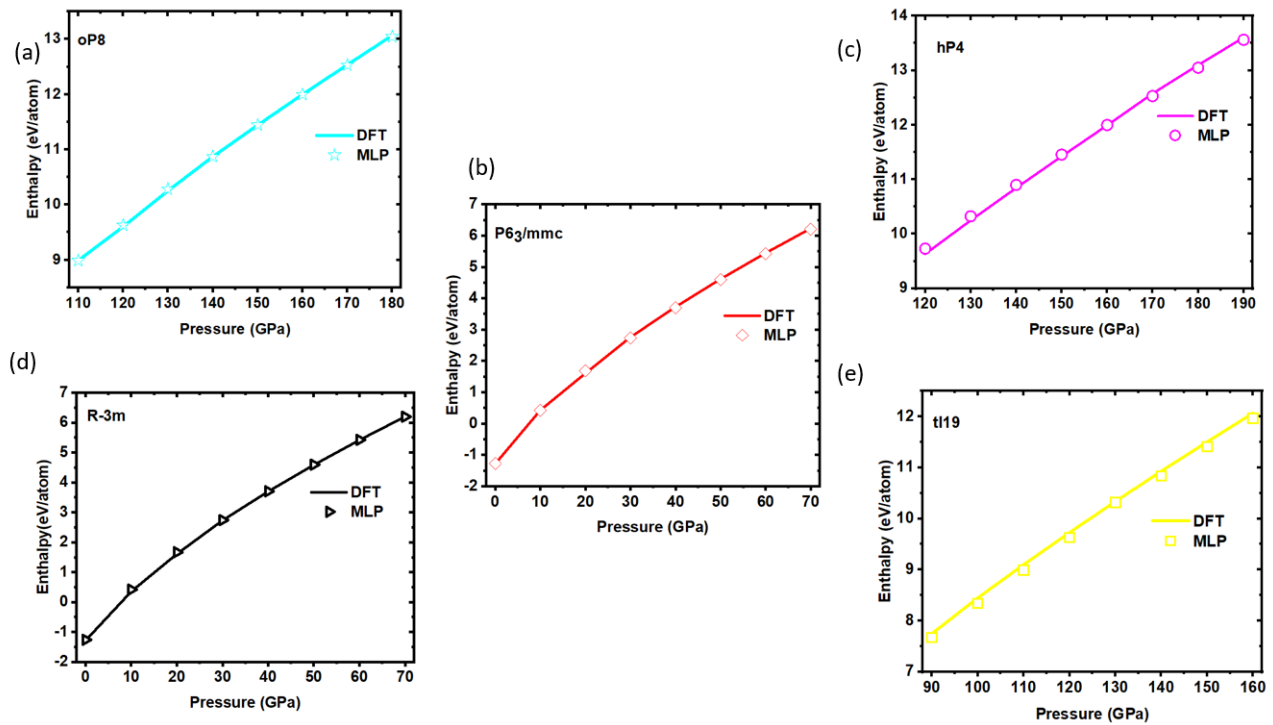 (a)
oP8
13
12
11
10
9
Enthalpy (eV/atom)
DFT
MLP
110 120 130 140 150 160 170 180
Pressure (GPa)
(b)
P6₃/mmc
7
6
5
4
3
2
1
0
-1
-2
Enthalpy (eV/atom)
DFT
MLP
0 10 20 30 40 50 60 70
Pressure (GPa)
(c)
hP4
14
13
12
11
10
9
Enthalpy (eV/atom)
DFT
MLP
120 130 140 150 160 170 180 190
Pressure (GPa)
(d)
R-3m
7
6
5
4
3
2
1
0
-1
-2
Enthalpy(eV/atom)
DFT
MLP
0 10 20 30 40 50 60 70
Pressure (GPa)
(e)
tI19
12
11
10
9
8
7
Enthalpy (eV/atom)
DFT
MLP
90 100 110 120 130 140 150 160
Pressure (GPa)